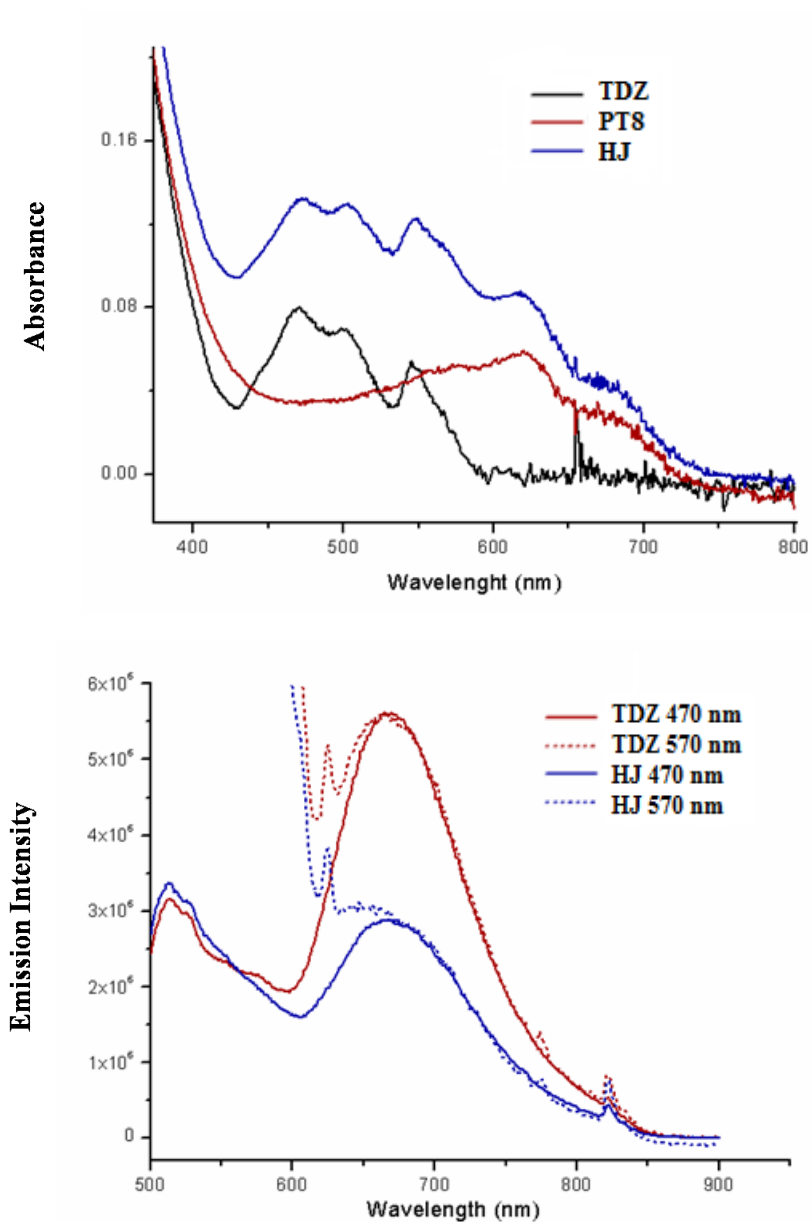 TDZ
PT8
HJ
0.16
0.08
0.00
Absorbance
400 500 600 700 800
Wavelenght (nm)
6x10⁶
5x10⁶
4x10⁶
3x10⁶
2x10⁶
1x10⁶
0
TDZ 470 nm
TDZ 570 nm
HJ 470 nm
HJ 570 nm
Emission Intensity
500 600 700 800 900
Wavelength (nm)